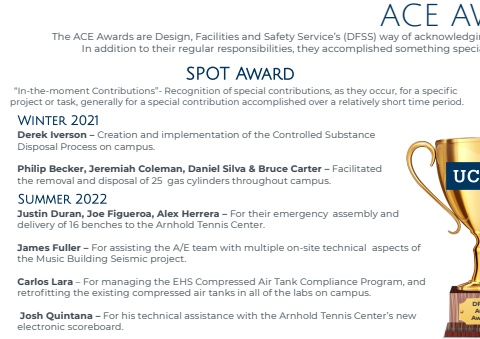 ACE AW
The ACE Awards are Design, Facilities and Safety Service's (DFSS) way of acknowledgin
In addition to their regular responsibilities, they accomplished something specia
SPOT AWARD
"In-the-moment Contributions"- Recognition of special contributions, as they occur, for a specific
project or task, generally for a special contribution accomplished over a relatively short time period.
WINTER 2021
Derek Iverson – Creation and implementation of the Controlled Substance
Disposal Process on campus.
Philip Becker, Jeremiah Coleman, Daniel Silva & Bruce Carter – Facilitated
the removal and disposal of 25 gas cylinders throughout campus.
SUMMER 2022
Justin Duran, Joe Figueroa, Alex Herrera – For their emergency assembly and
delivery of 16 benches to the Arnhold Tennis Center.
James Fuller – For assisting the A/E team with multiple on-site technical aspects of
the Music Building Seismic project.
Carlos Lara – For managing the EHS Compressed Air Tank Compliance Program, and
retrofitting the existing compressed air tanks in all of the labs on campus.
Josh Quintana – For his technical assistance with the Arnhold Tennis Center's new
electronic scoreboard.
UC